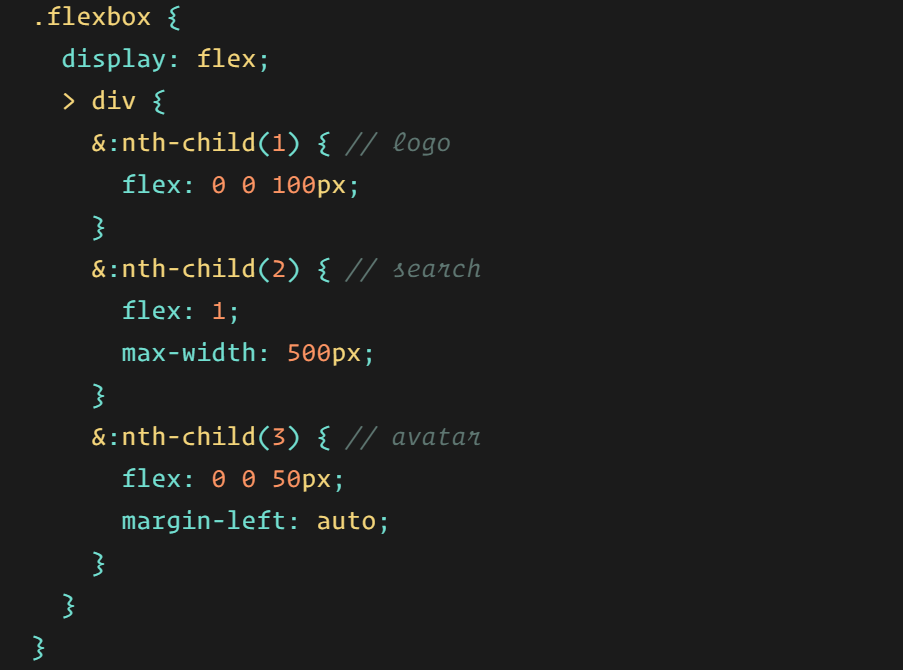 .flexbox {
  display: flex;
  > div {
    &:nth-child(1) { // logo
      flex: 0 0 100px;
    }
    &:nth-child(2) { // search
      flex: 1;
      max-width: 500px;
    }
    &:nth-child(3) { // avatar
      flex: 0 0 50px;
      margin-left: auto;
    }
  }
}